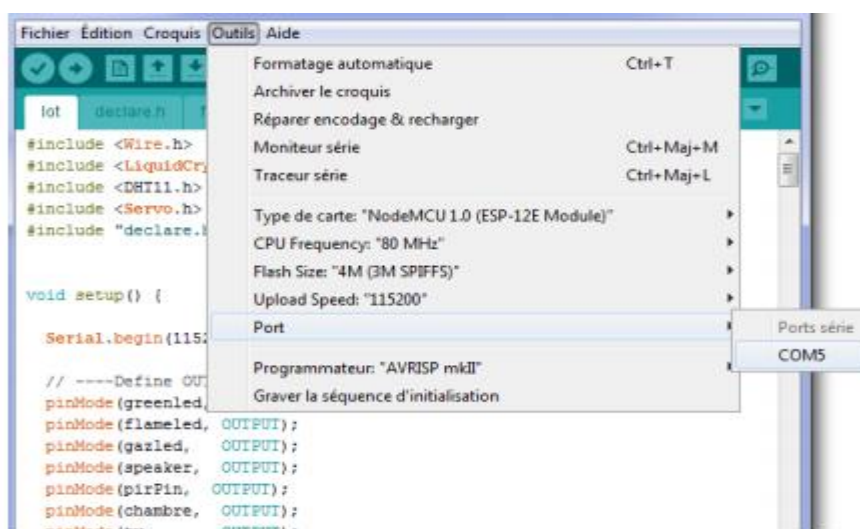 Fichier Édition Croquis Outils Aide
Formatage automatique Ctrl+T
Archiver le croquis
Réparer encodage & recharger
Moniteur série Ctrl+Maj+M
Traceur série Ctrl+Maj+L
Type de carte: "NodeMCU 1.0 (ESP-12E Module)"
CPU Frequency: "80 MHz"
Flash Size: "4M (3M SPIFFS)"
Upload Speed: "115200"
Port
Ports série
COM5
Programmateur: "AVRISP mkII"
Graver la séquence d'initialisation
Iot declare.h
#include <Wire.h>
#include <LiquidCry
#include <DHT11.h>
#include <Servo.h>
#include "declare.h
void setup() {
Serial.begin(1152
// ----Define OUT
pinMode(greenled,
pinMode(flameled, OUTPUT);
pinMode(gazled, OUTPUT);
pinMode(speaker, OUTPUT);
pinMode(pirPin, OUTPUT);
pinMode(chambre, OUTPUT);